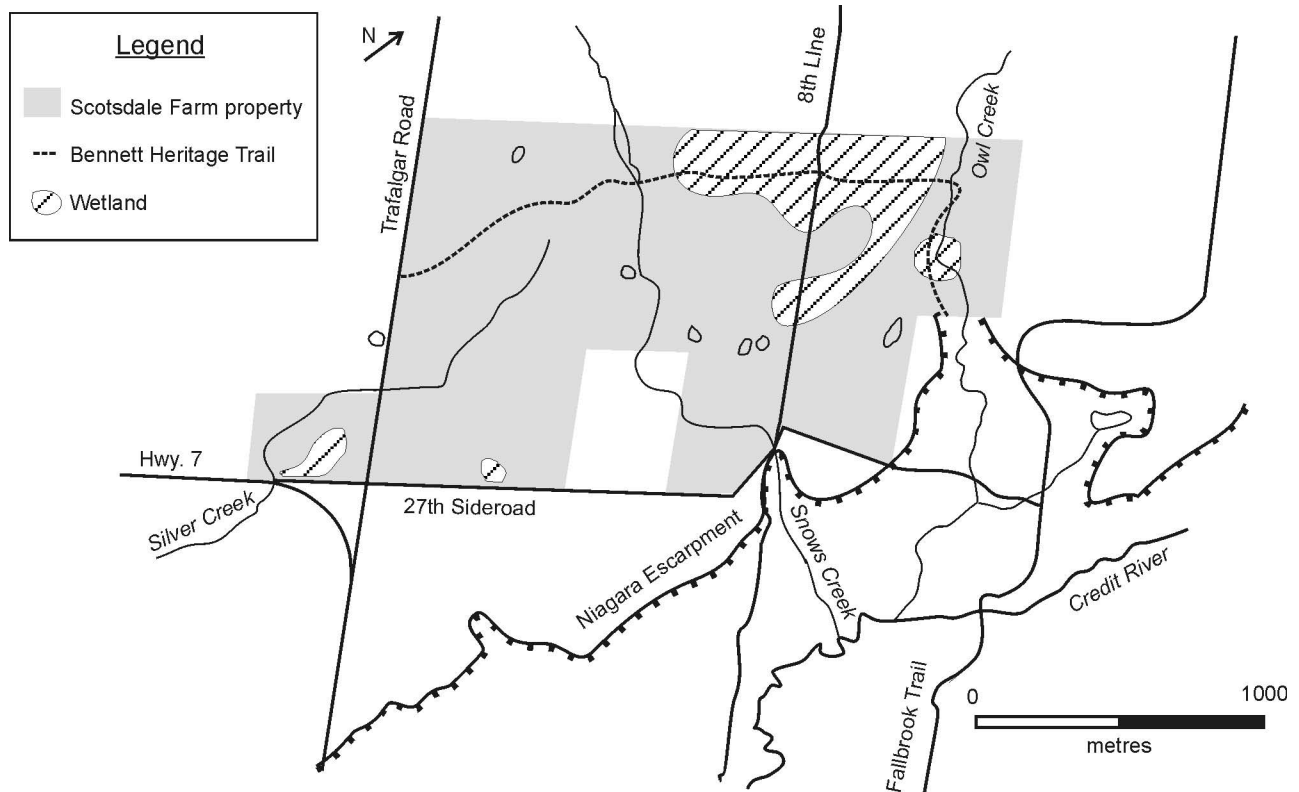 Legend
Scotsdale Farm property
Bennett Heritage Trail
Wetland
N
Trafalgar Road
8th LIne
Owl Creek
Hwy. 7
27th Sideroad
Silver Creek
Niagara Escarpment
Snows Creek
Credit River
Fallbrook Trail
0 1000
metres